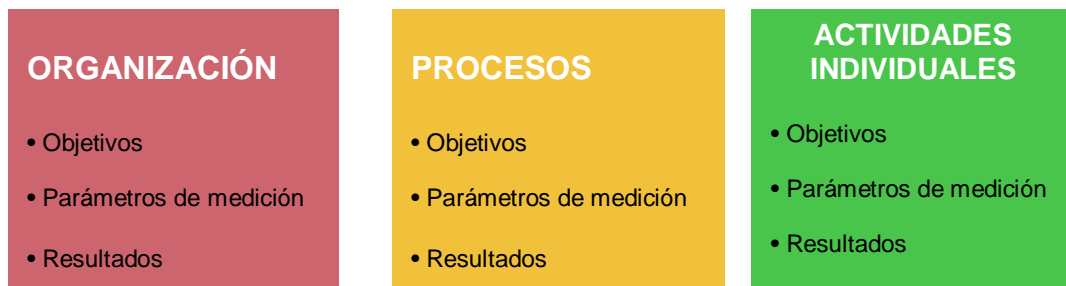 ORGANIZACIÓN
• Objetivos
• Parámetros de medición
• Resultados
PROCESOS
• Objetivos
• Parámetros de medición
• Resultados
ACTIVIDADES
INDIVIDUALES
• Objetivos
• Parámetros de medición
• Resultados